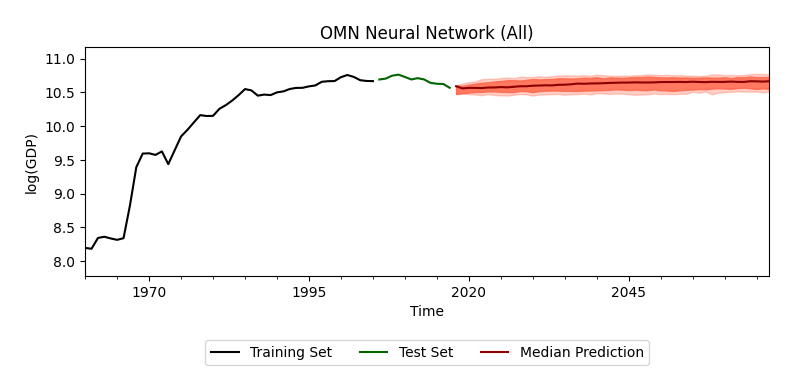 OMN Neural Network (All)
11.0
10.5
10.0
9.5
9.0
8.5
8.0
log(GDP)
1970 1995 2020 2045
Time
Training Set Test Set Median Prediction